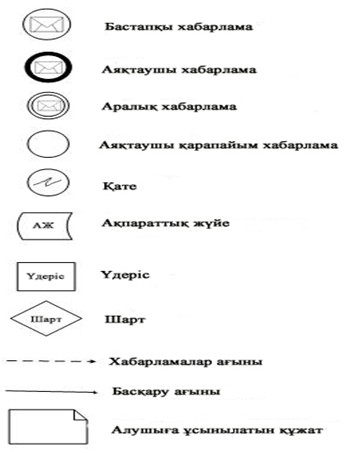 Бастапқы хабарлама
Аяқтаушы хабарлама
Аралық хабарлама
Аяқтаушы қарапайым хабарлама
Қате
АЖ Ақпараттық жүйе
Үдеріс Үдеріс
Шарт Шарт
Хабарламалар ағыны
Басқару ағыны
Алушыға ұсынылатын құжат